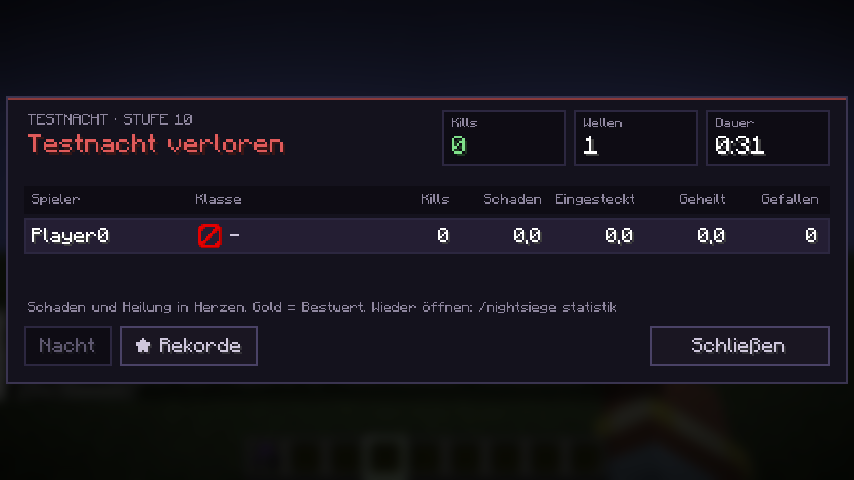 TESTNACHT · STUFE 10
Testnacht verloren
Kills
0
Wellen
1
Dauer
0:31
Spieler Klasse Kills Schaden Eingesteckt Geheilt Gefallen
Player0 – 0 0,0 0,0 0,0 0
Schaden und Heilung in Herzen. Gold = Bestwert. Wieder öffnen: /nightsiege statistik
Nacht
★ Rekorde
Schließen